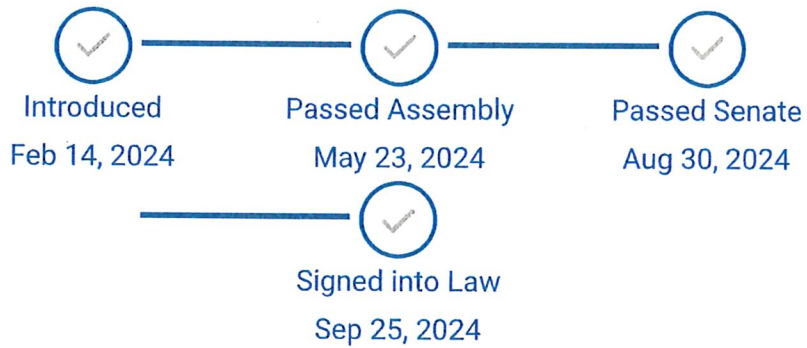 Introduced
Feb 14, 2024
Passed Assembly
May 23, 2024
Passed Senate
Aug 30, 2024
Signed into Law
Sep 25, 2024